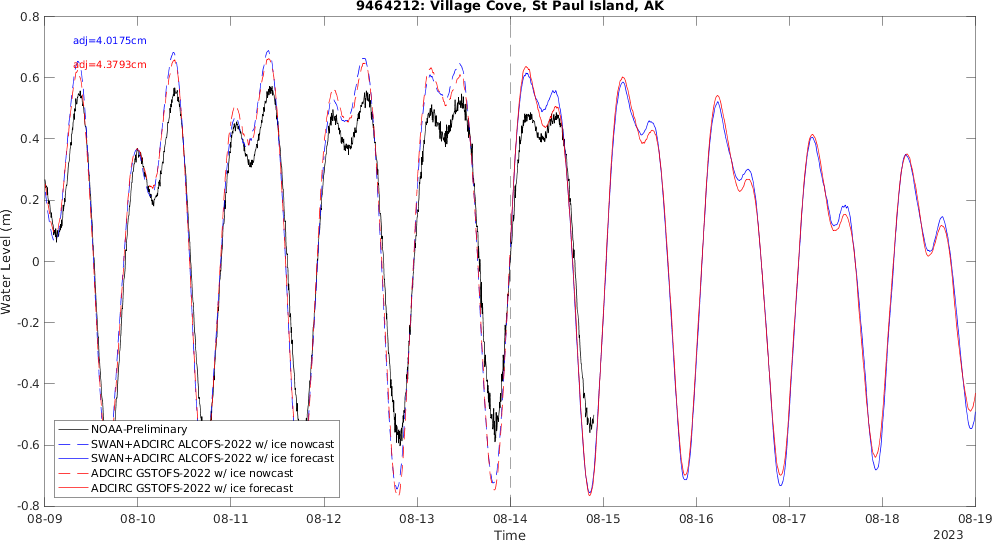 9464212: Village Cove, St Paul Island, AK
0.8
0.6
0.4
0.2
0
-0.2
-0.4
-0.6
-0.8
Water Level (m)
adj=4.0175cm
adj=4.3793cm
NOAA-Preliminary
SWAN+ADCIRC ALCOFS-2022 w/ ice nowcast
SWAN+ADCIRC ALCOFS-2022 w/ ice forecast
ADCIRC GSTOFS-2022 w/ ice nowcast
ADCIRC GSTOFS-2022 w/ ice forecast
08-09 08-10 08-11 08-12 08-13 08-14 08-15 08-16 08-17 08-18 08-19
Time
2023